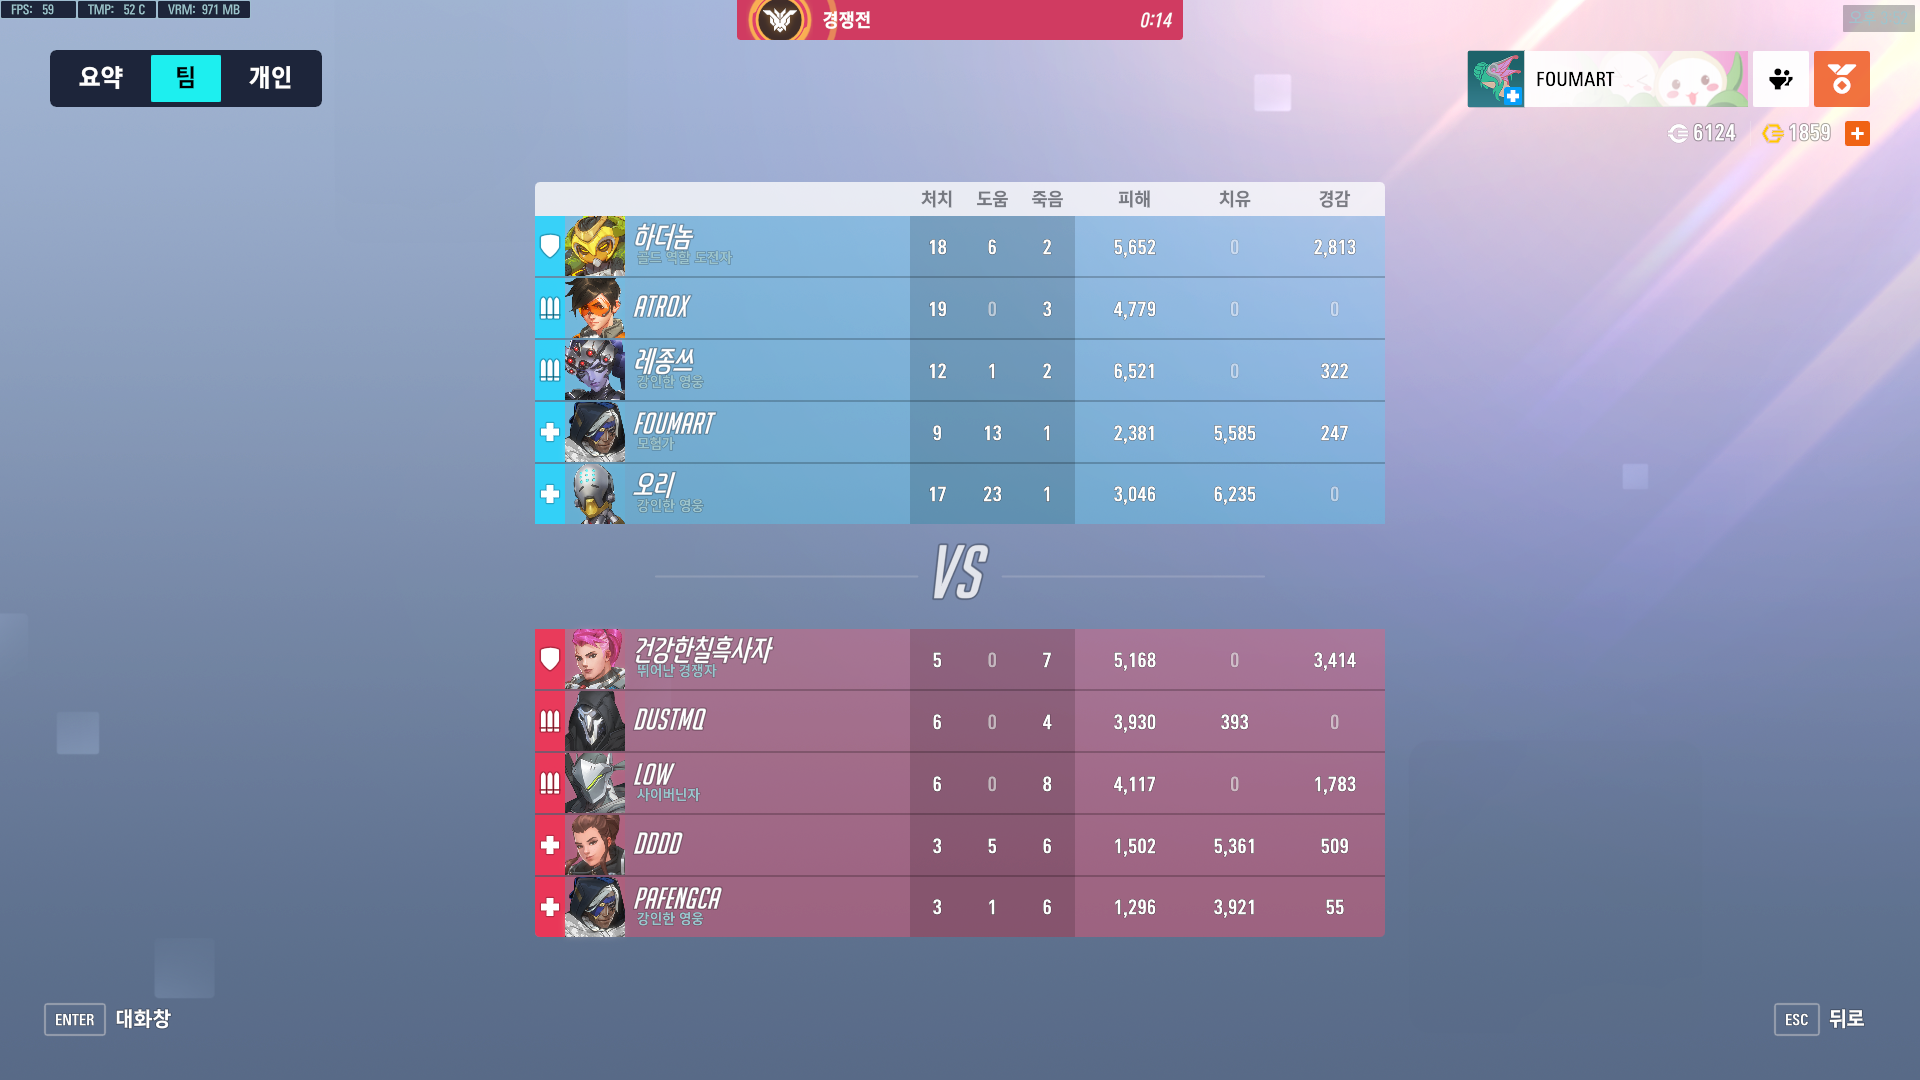 FPS: 59 TMP: 52 C VRM: 971 MB
경쟁전 0:14
요약 팀 개인
FOUMART
6124 1859
처치 도움 죽음 피해 치유 경감
하더놈 18 6 2 5,652 0 2,813
골드 역할 도전자
ATROX 19 0 3 4,779 0 0
레종쓰 12 1 2 6,521 0 322
강인한 영웅
FOUMART 9 13 1 2,381 5,585 247
모험가
오리 17 23 1 3,046 6,235 0
강인한 영웅
VS
건강한칠흑사자 5 0 7 5,168 0 3,414
뛰어난 경쟁자
DUSTMQ 6 0 4 3,930 393 0
LOW 6 0 8 4,117 0 1,783
사이버닌자
DDDD 3 5 6 1,502 5,361 509
PAFENGCA 3 1 6 1,296 3,921 55
강인한 영웅
ENTER 대화창
ESC 뒤로